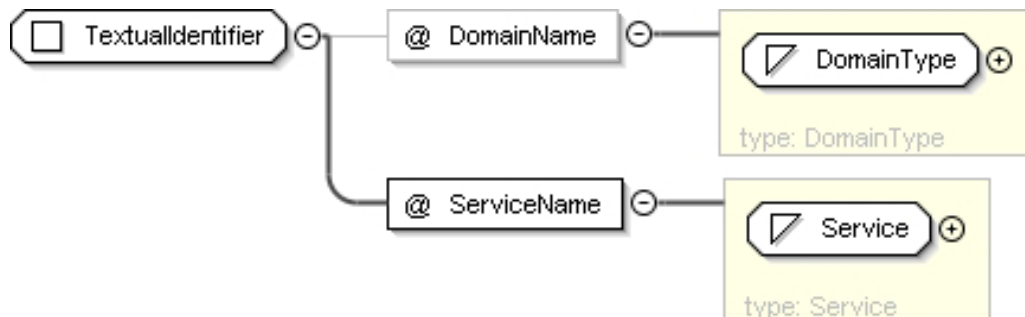 TextualIdentifier
@ DomainName
DomainType
type: DomainType
@ ServiceName
Service
type: Service